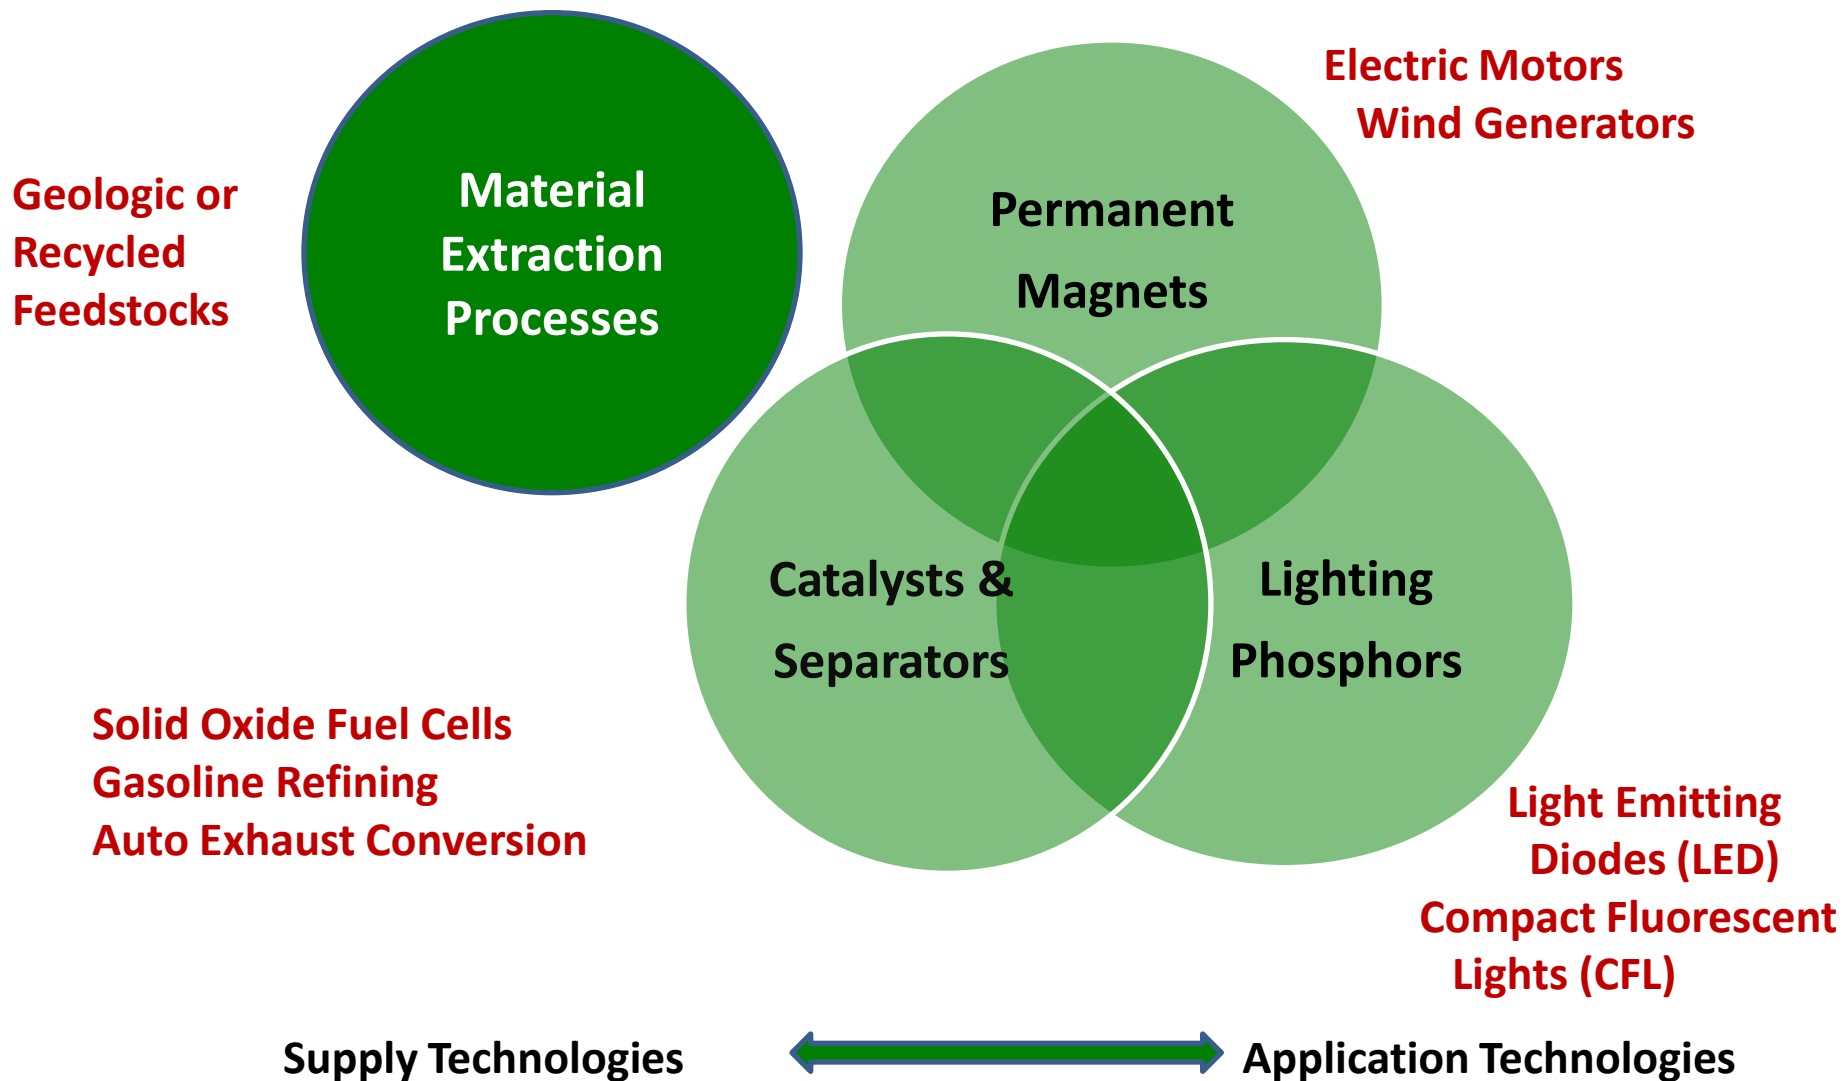 Geologic or
Recycled
Feedstocks
Material
Extraction
Processes
Electric Motors
Wind Generators
Permanent
Magnets
Catalysts &
Separators
Lighting
Phosphors
Solid Oxide Fuel Cells
Gasoline Refining
Auto Exhaust Conversion
Light Emitting
Diodes (LED)
Compact Fluorescent
Lights (CFL)
Supply Technologies
Application Technologies